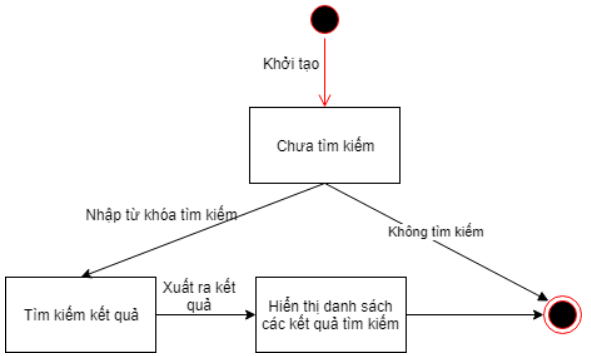 Khởi tạo
Chưa tìm kiếm
Nhập từ khóa tìm kiếm
Không tìm kiếm
Tìm kiếm kết quả
Xuất ra kết
quả
Hiển thị danh sách
các kết quả tìm kiếm